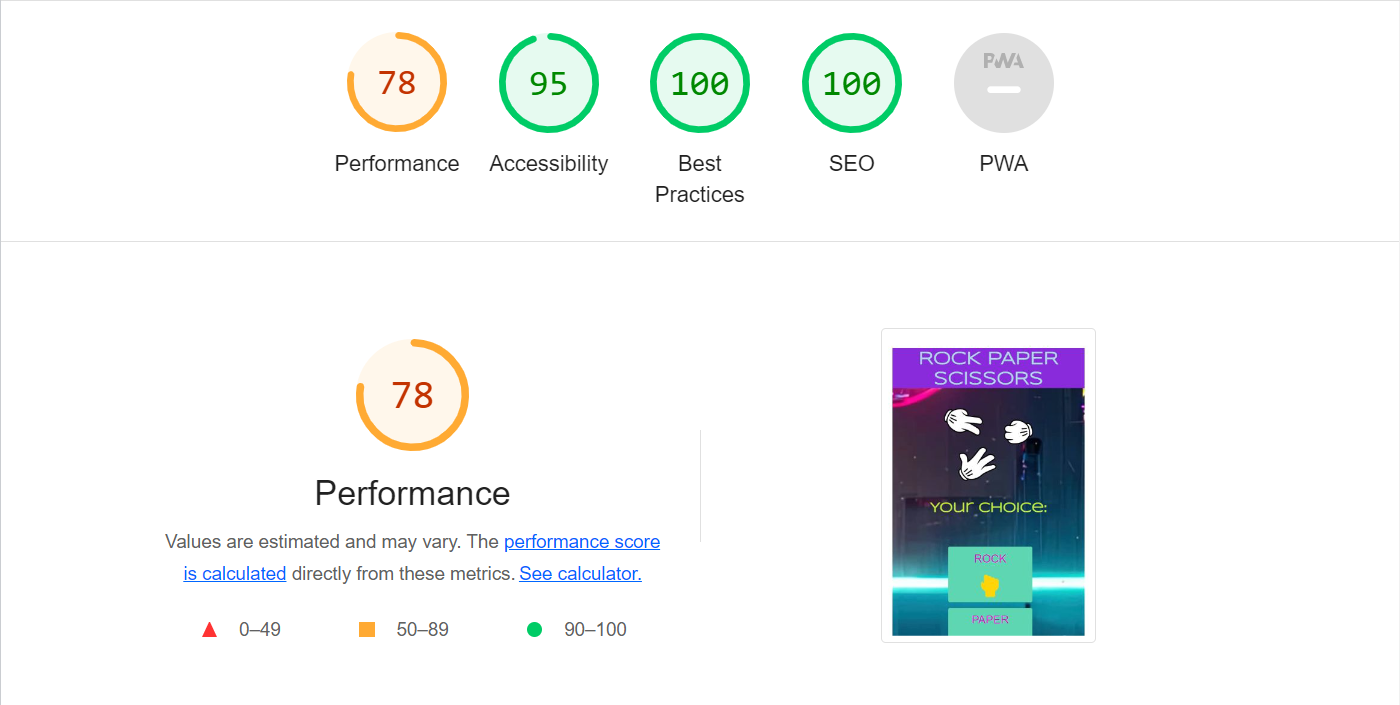 78
95
100
100
PWA
Performance
Accessibility
Best
Practices
SEO
PWA
78
Performance
Values are estimated and may vary. The performance score
is calculated directly from these metrics. See calculator.
0–49
50–89
90–100
ROCK PAPER
SCISSORS
Your choice:
ROCK
PAPER